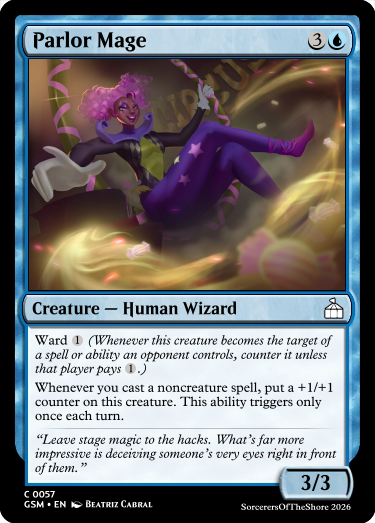 Parlor Mage 3
CIRCUS
Creature — Human Wizard
Ward 1 (Whenever this creature becomes the target of
a spell or ability an opponent controls, counter it unless
that player pays 1.)
Whenever you cast a noncreature spell, put a +1/+1
counter on this creature. This ability triggers only
once each turn.
“Leave stage magic to the hacks. What’s far more
impressive is deceiving someone’s very eyes right in front
of them.”
3/3
C 0057
GSM • EN Beatriz Cabral
SorcerersOfTheShore 2026